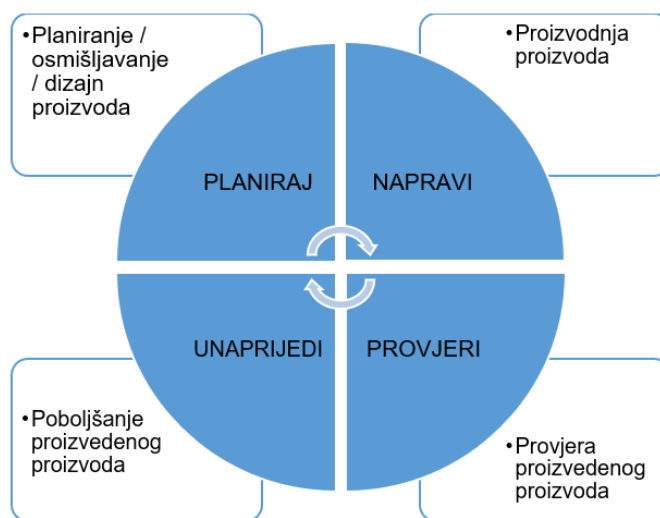 •Planiranje /
osmišljavanje
/ dizajn
proizvoda
•Proizvodnja
proizvoda
PLANIRAJ
NAPRAVI
UNAPRIJEDI
PROVJERI
•Poboljšanje
proizvedenog
proizvoda
•Provjera
proizvedenog
proizvoda